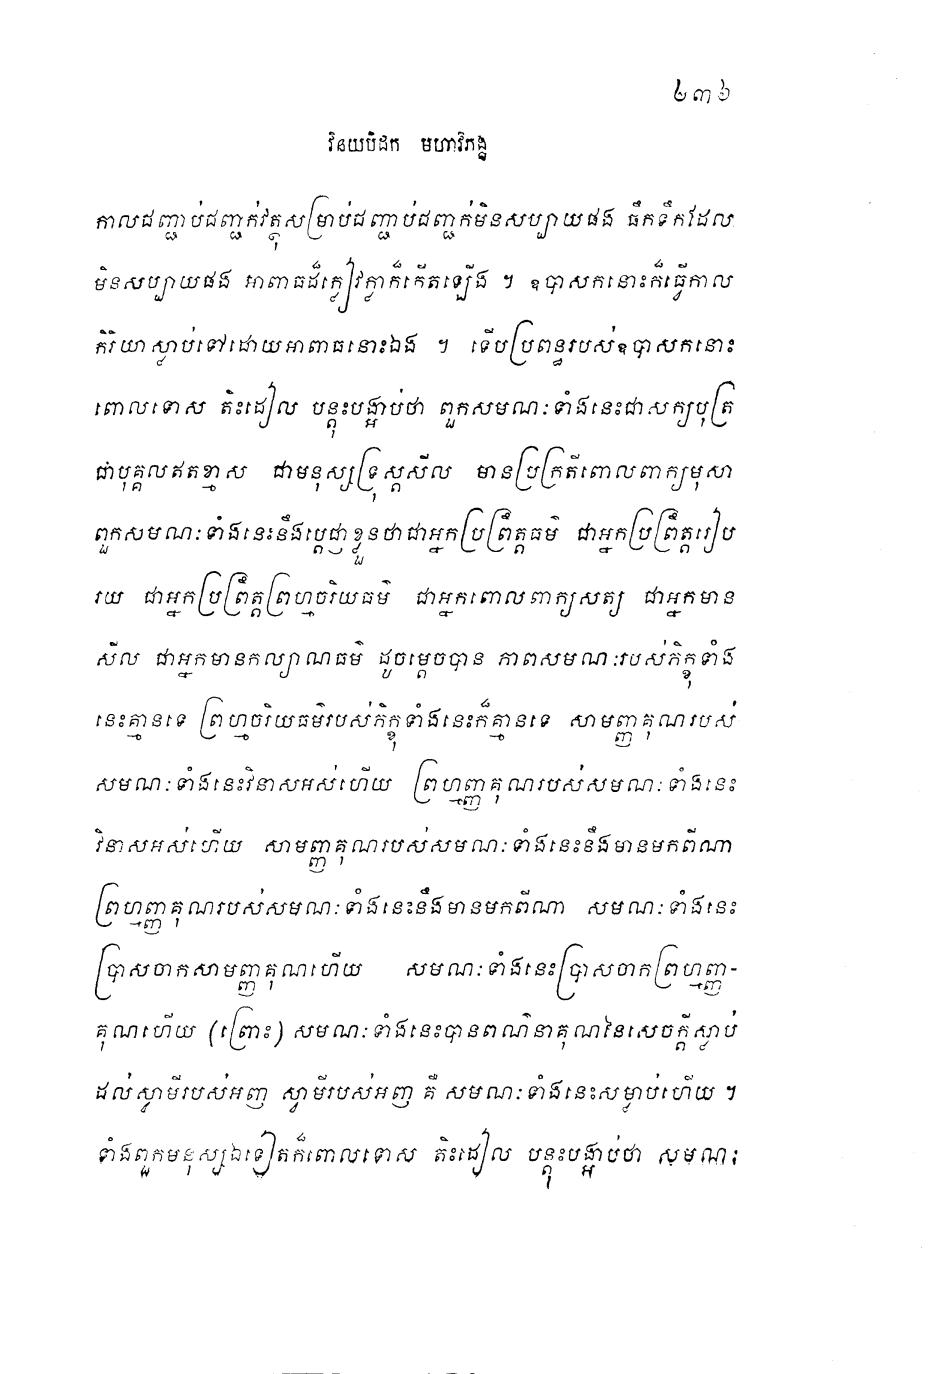 ២៣៦
វិនយបិដក មហាវិភង្គ
កាលជញ្ជាប់ជញ្ជក់វត្ថុសម្រាប់ជញ្ជាប់ជញ្ជក់មិនសប្បាយផង ផឹកទឹកដែល
មិនសប្បាយផង អាពាធដ៏ក្លៀវក្លាក៏កើតឡើង ។ ឧបាសកនោះក៏ធ្វើកាល
កិរិយាស្លាប់ទៅដោយអាពាធនោះឯង ។ ទើបប្រពន្ធរបស់ឧបាសកនោះ
ពោលទោស តិះដៀល បន្តុះបង្អាប់ថា ពួកសមណៈទាំងនេះជាសក្យបុត្រ
ជាបុគ្គលឥតខ្មាស ជាមនុស្សទ្រុស្តសីល មានប្រក្រតីពោលពាក្យមុសា
ពួកសមណៈទាំងនេះនឹងប្តេជ្ញាខ្លួនថាជាអ្នកប្រព្រឹត្តធម៌ ជាអ្នកប្រព្រឹត្តរៀប
រយ ជាអ្នកប្រព្រឹត្តព្រហ្មចរិយធម៌ ជាអ្នកពោលពាក្យសត្យ ជាអ្នកមាន
សីល ជាអ្នកមានកល្យាណធម៌ ដូចម្តេចបាន ភាពសមណៈរបស់ភិក្ខុទាំង
នេះគ្មានទេ ព្រហ្មចរិយធម៌របស់ភិក្ខុទាំងនេះក៏គ្មានទេ សាមញ្ញគុណរបស់
សមណៈទាំងនេះវិនាសអស់ហើយ ព្រហ្មញ្ញគុណរបស់សមណៈទាំងនេះ
វិនាសអស់ហើយ សាមញ្ញគុណរបស់សមណៈទាំងនេះនឹងមានមកពីណា
ព្រហ្មញ្ញគុណរបស់សមណៈទាំងនេះនឹងមានមកពីណា សមណៈទាំងនេះ
ប្រាសចាកសាមញ្ញគុណហើយ សមណៈទាំងនេះប្រាសចាកព្រហ្មញ្ញ-
គុណហើយ (ព្រោះ) សមណៈទាំងនេះបានពណ៌នាគុណនៃសេចក្តីស្លាប់
ដល់ស្វាមីរបស់អញ ស្វាមីរបស់អញ គឺ សមណៈទាំងនេះសម្លាប់ហើយ ។
ទាំងពួកមនុស្សឯទៀតក៏ពោលទោស តិះដៀល បន្តុះបង្អាប់ថា សមណៈ